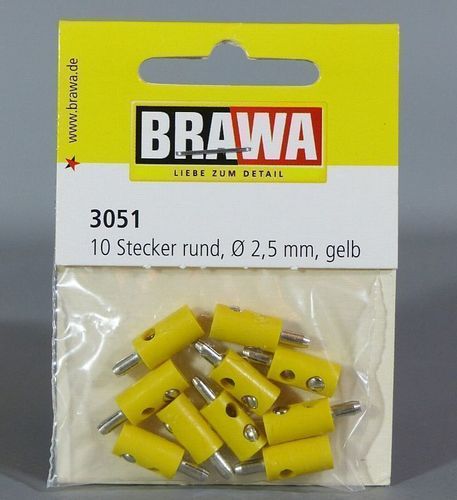 www.brawa.de
BRAWA
LIEBE ZUM DETAIL
3051
10 Stecker rund, Ø 2,5 mm, gelb